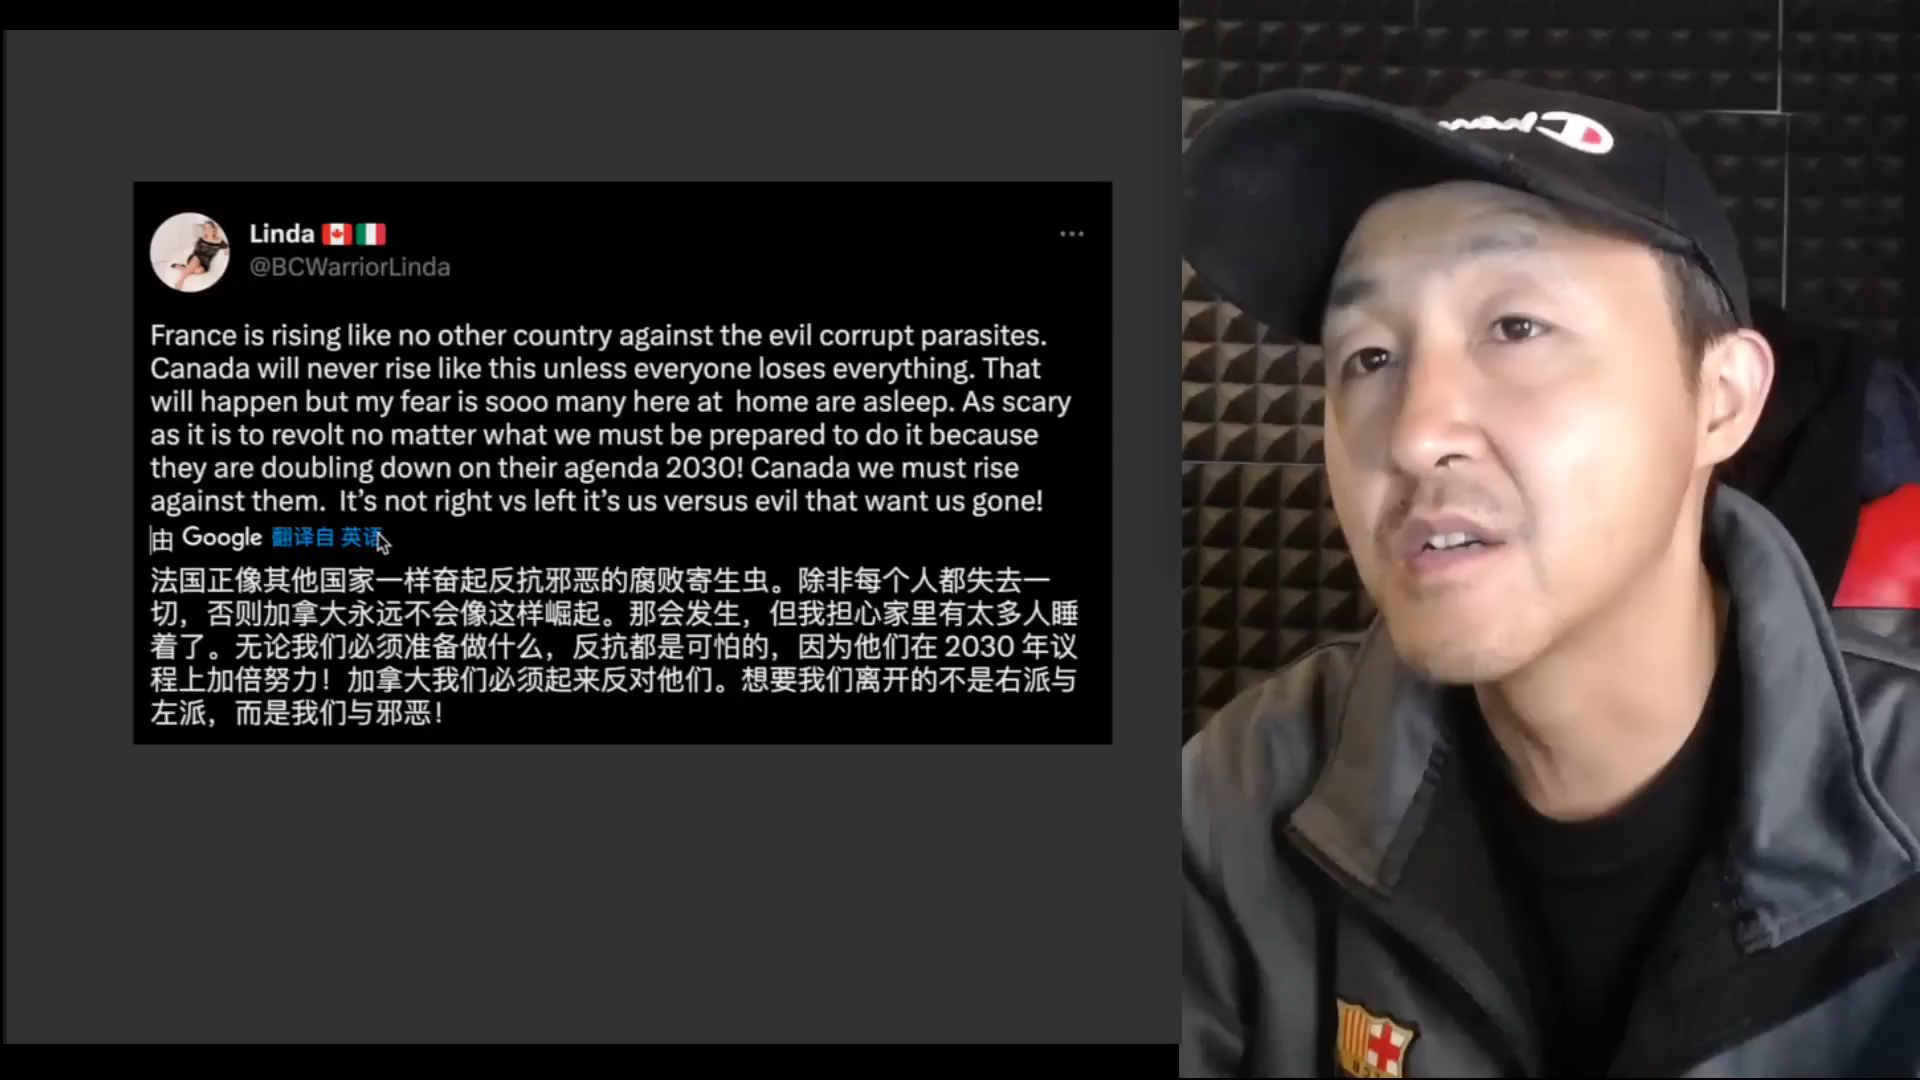 Linda
@BCWarriorLinda
France is rising like no other country against the evil corrupt parasites.
Canada will never rise like this unless everyone loses everything. That
will happen but my fear is sooo many here at home are asleep. As scary
as it is to revolt no matter what we must be prepared to do it because
they are doubling down on their agenda 2030! Canada we must rise
against them. It’s not right vs left it’s us versus evil that want us gone!
由 Google 翻译自 英语
法国正像其他国家一样奋起反抗邪恶的腐败寄生虫。除非每个人都失去一
切，否则加拿大永远不会像这样崛起。那会发生，但我担心家里有太多人睡
着了。无论我们必须准备做什么，反抗都是可怕的，因为他们在 2030 年议
程上加倍努力！加拿大我们必须起来反对他们。想要我们离开的不是右派与
左派，而是我们与邪恶！